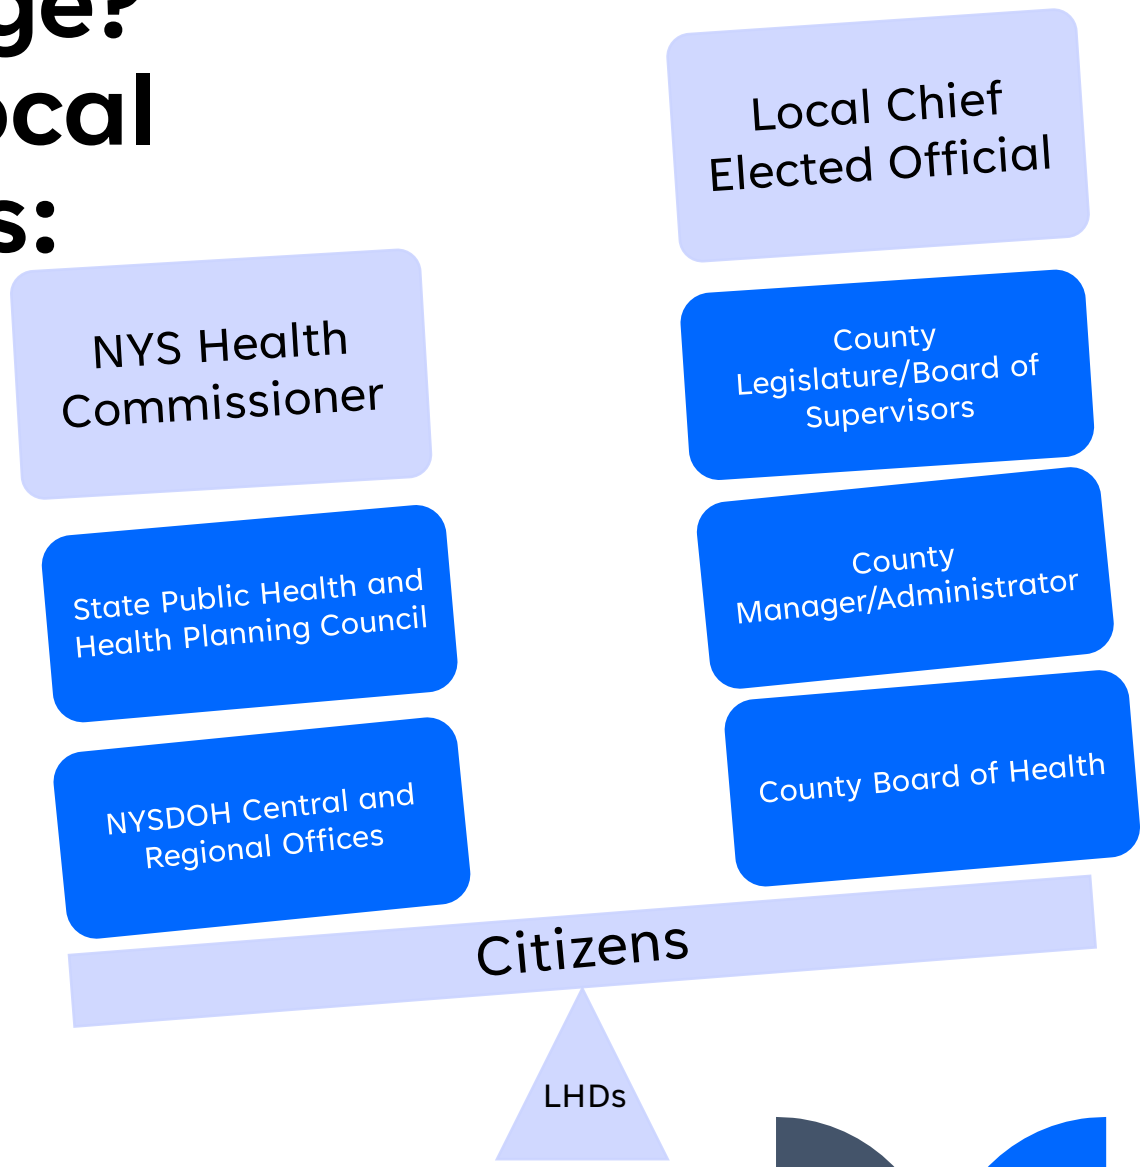 ge?
ocal
s:
NYS Health
Commissioner
State Public Health and
Health Planning Council
NYSDOH Central and
Regional Offices
Local Chief
Elected Official
County
Legislature/Board of
Supervisors
County
Manager/Administrator
County Board of Health
Citizens
LHDs